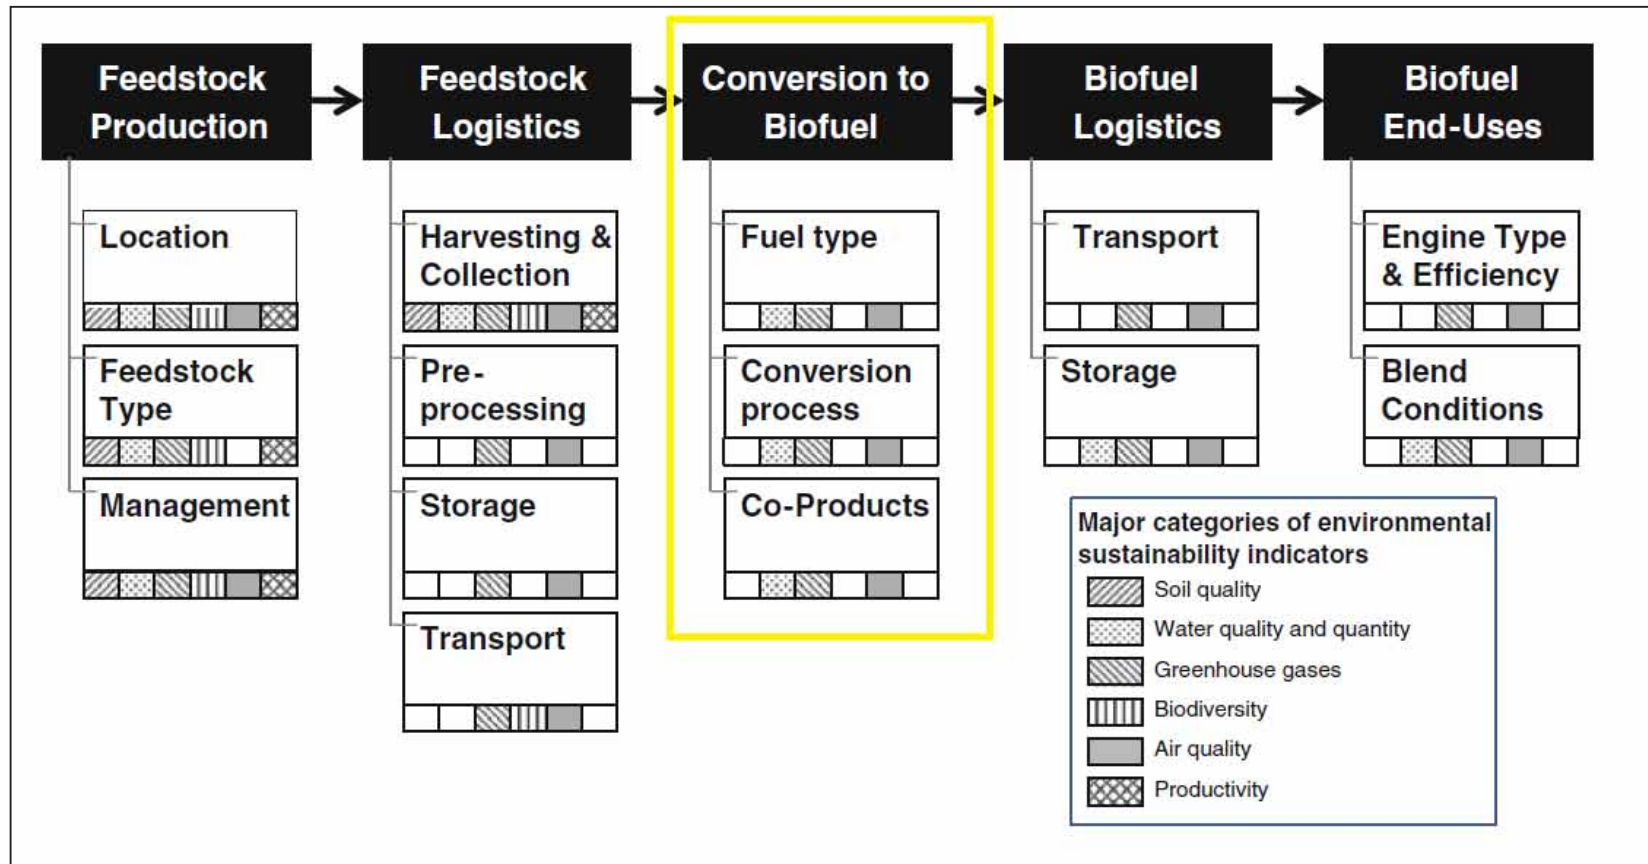 Feedstock
Production
Feedstock
Logistics
Conversion to
Biofuel
Biofuel
Logistics
Biofuel
End-Uses
Location
Feedstock
Type
Management
Harvesting &
Collection
Pre-
processing
Storage
Transport
Fuel type
Conversion
process
Co-Products
Transport
Storage
Engine Type
& Efficiency
Blend
Conditions
Major categories of environmental
sustainability indicators
Soil quality
Water quality and quantity
Greenhouse gases
Biodiversity
Air quality
Productivity